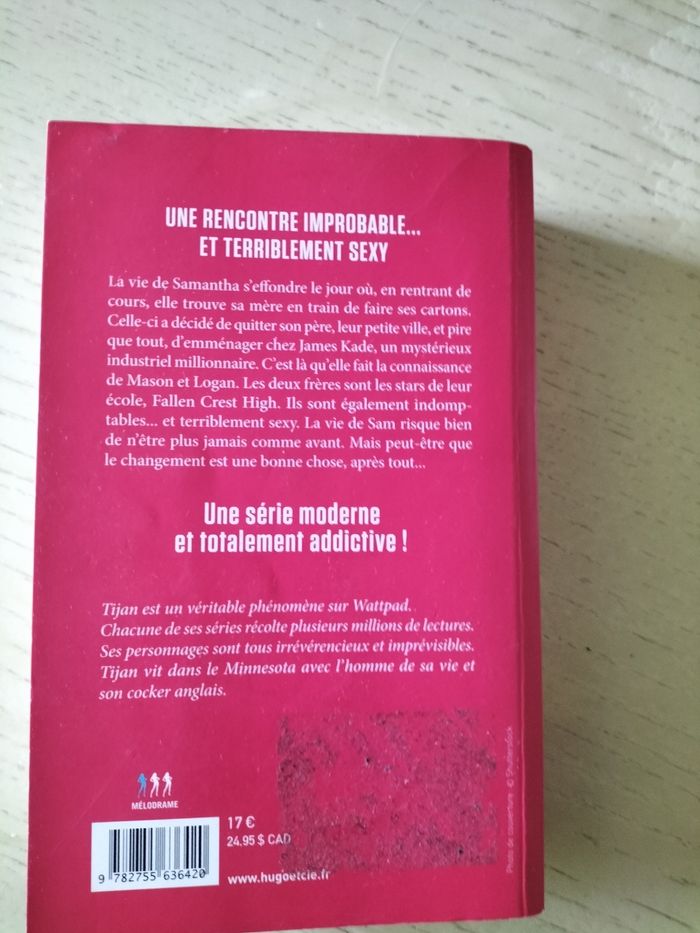 UNE RENCONTRE IMPROBABLE...
ET TERRIBLEMENT SEXY
La vie de Samantha s'effondre le jour où, en rentrant de
cours, elle trouve sa mère en train de faire ses cartons.
Celle-ci a décidé de quitter son père, leur petite ville, et pire
que tout, d'emménager chez James Kade, un mystérieux
industriel millionnaire. C'est là qu'elle fait la connaissance
de Mason et Logan. Les deux frères sont les stars de leur
école, Fallen Crest High. Ils sont également indomp-
tables... et terriblement sexy. La vie de Sam risque bien
de n'être plus jamais comme avant. Mais peut-être que
le changement est une bonne chose, après tout...
Une série moderne
et totalement addictive !
Tijan est un véritable phénomène sur Wattpad.
Chacune de ses séries récolte plusieurs millions de lectures.
Ses personnages sont tous irrévérencieux et imprévisibles.
Tijan vit dans le Minnesota avec l'homme de sa vie et
son cocker anglais.
MÉLODRAME
17 €
24.95 $ CAD
9 782755 636420
www.hugoetcie.fr
Photo de couverture : © Shutterstock